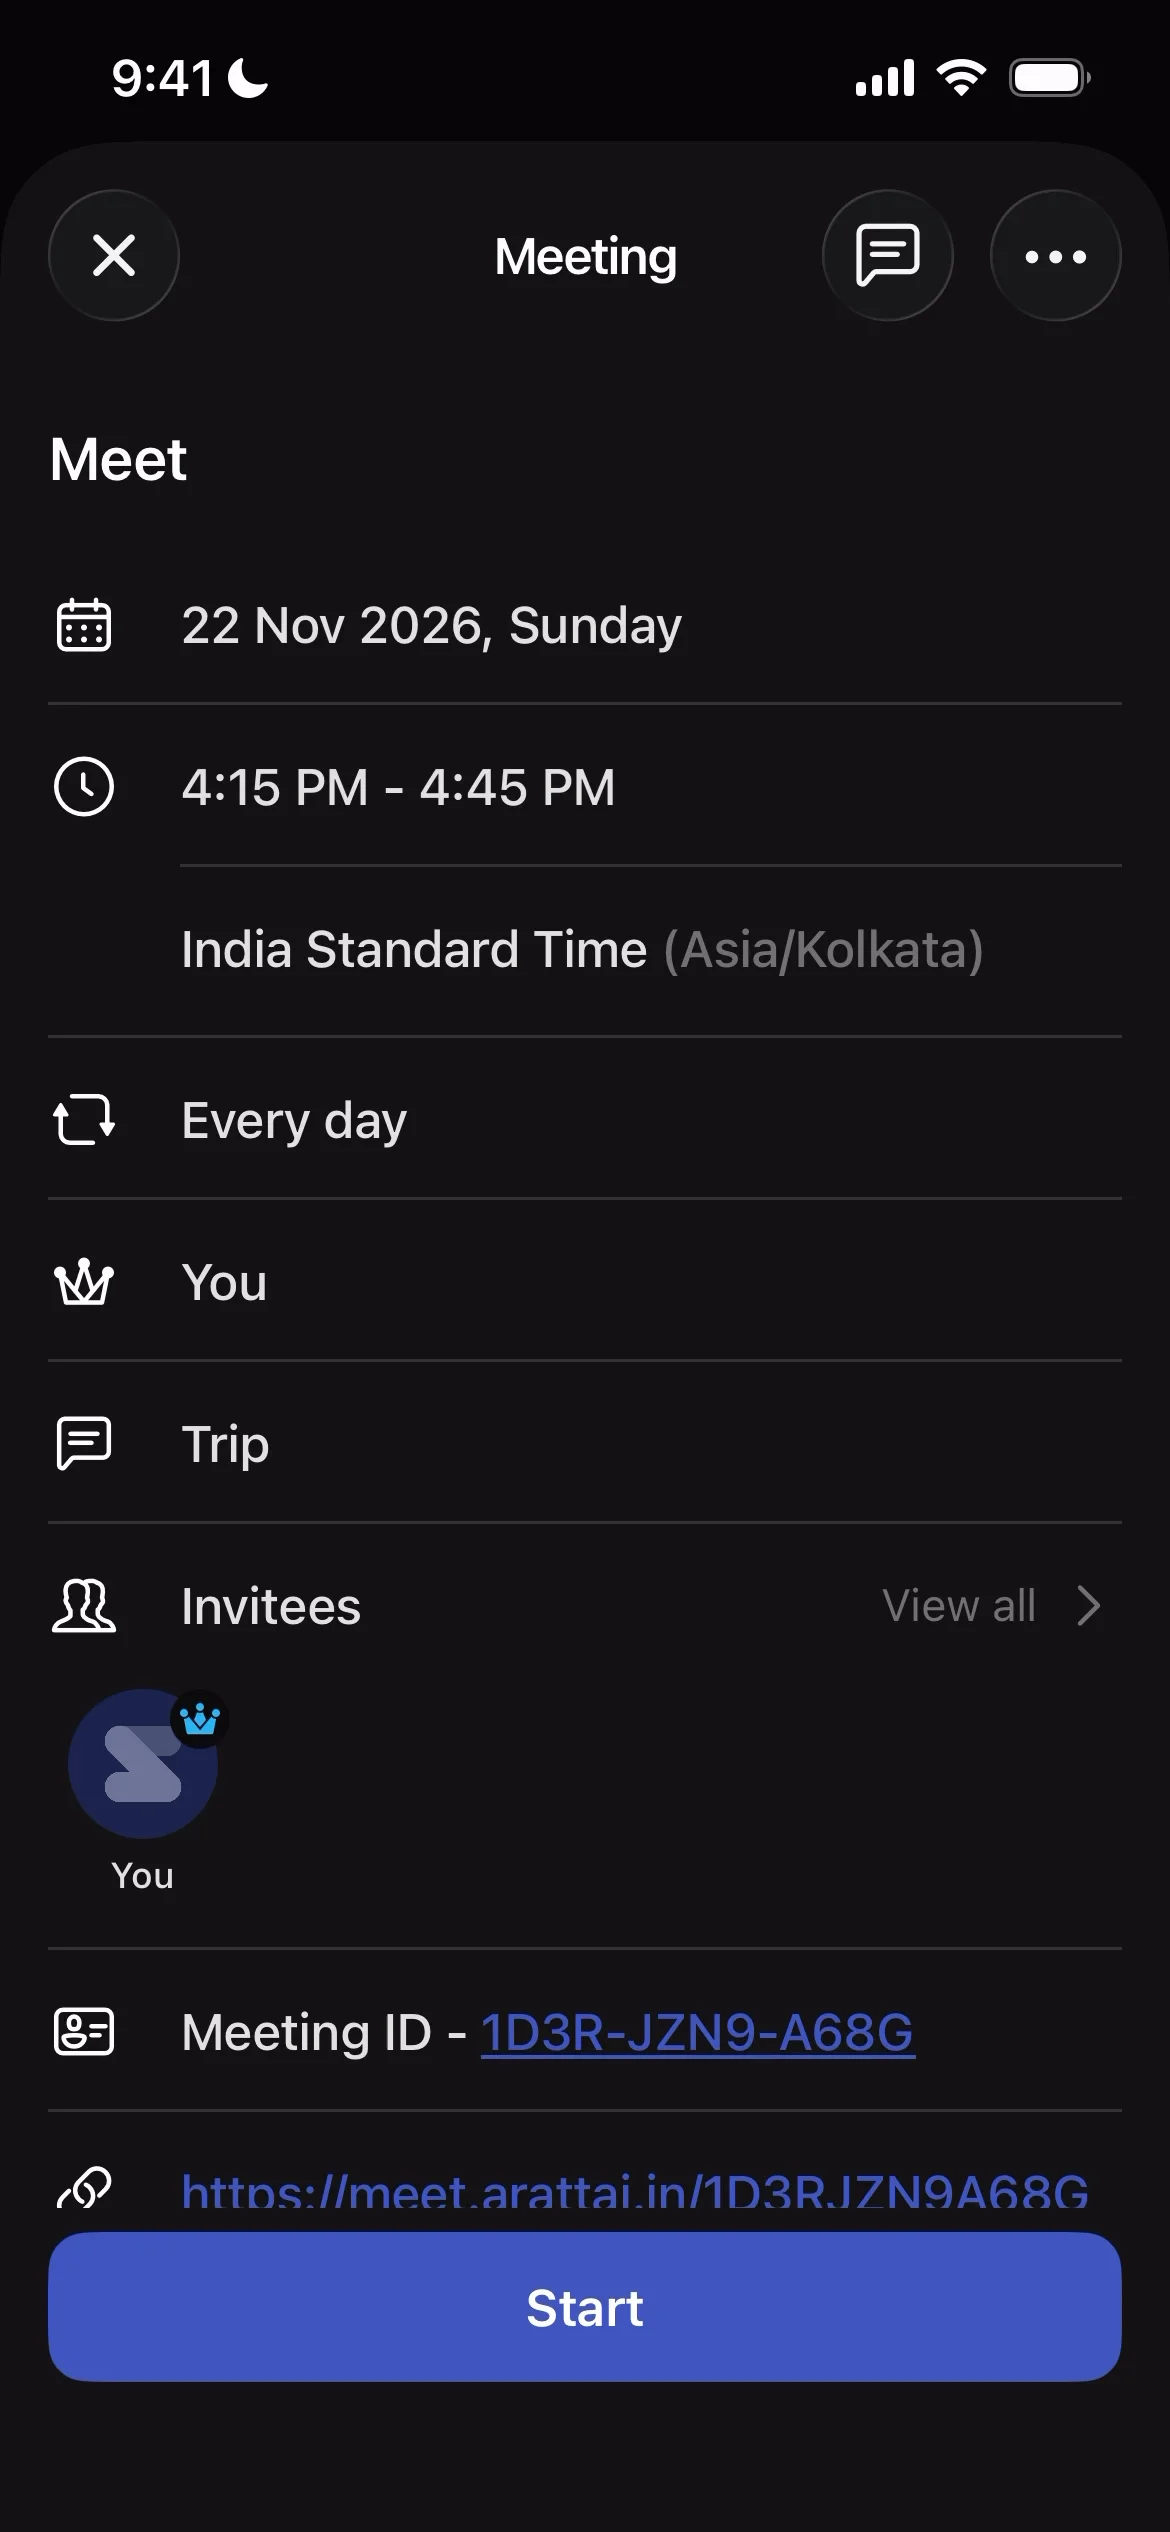 9:41
Meeting
Meet
22 Nov 2026, Sunday
4:15 PM - 4:45 PM
India Standard Time (Asia/Kolkata)
Every day
You
Trip
Invitees View all
You
Meeting ID - 1D3R-JZN9-A68G
https://meet.arattai.in/1D3RJZN9A68G
Start